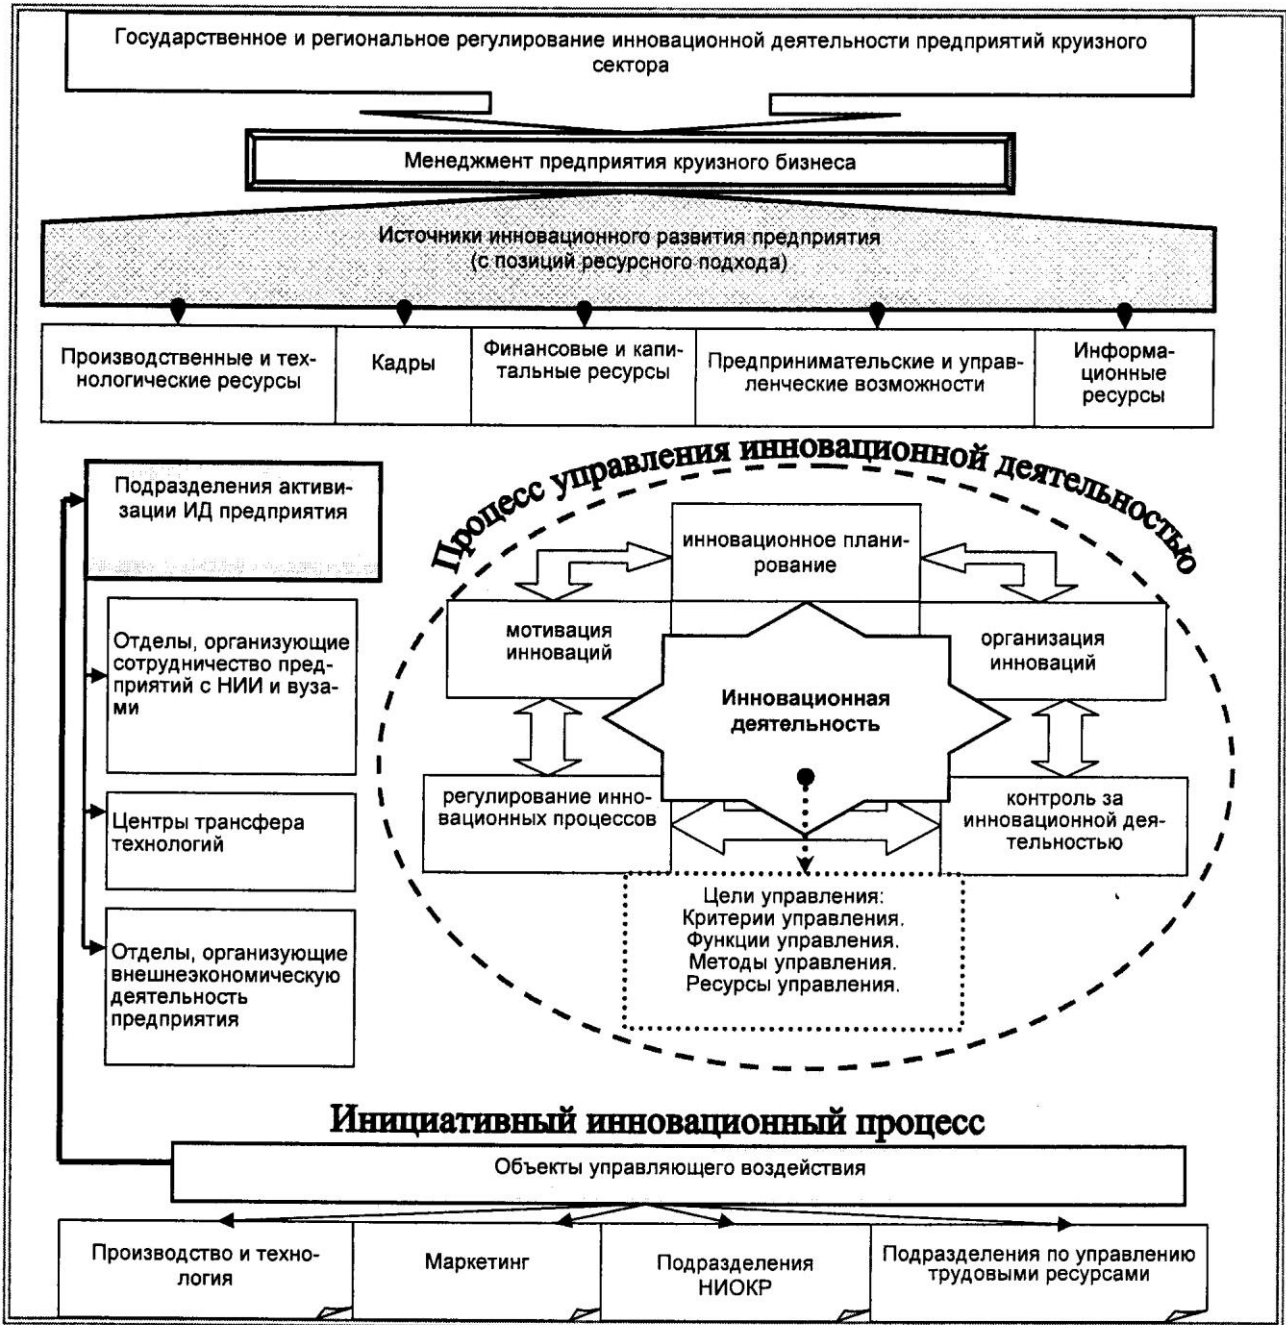 Государственное и региональное регулирование инновационной деятельности предприятий круизного
сектора
Менеджмент предприятия круизного бизнеса
Источники инновационного развития предприятия
(с позиций ресурсного подхода)
Производственные и тех-
нологические ресурсы
Кадры
Финансовые и капи-
тальные ресурсы
Предпринимательские и управ-
ленческие возможности
Информа-
ционные
ресурсы
Подразделения активи-
зации ИД предприятия
Отделы, организующие
сотрудничество пред-
приятий с НИИ и вуза-
ми
Центры трансфера
технологий
Отделы, организующие
внешнеэкономическую
деятельность
предприятия
Процесс управления инновационной деятельностью
инновационное плани-
рование
мотивация
инноваций
организация
инноваций
Инновационная
деятельность
регулирование инно-
вационных процессов
контроль за
инновационной дея-
тельностью
Цели управления:
Критерии управления.
Функции управления.
Методы управления.
Ресурсы управления.
Инициативный инновационный процесс
Объекты управляющего воздействия
Производство и техно-
логия
Маркетинг
Подразделения
НИОКР
Подразделения по управлению
трудовыми ресурсами